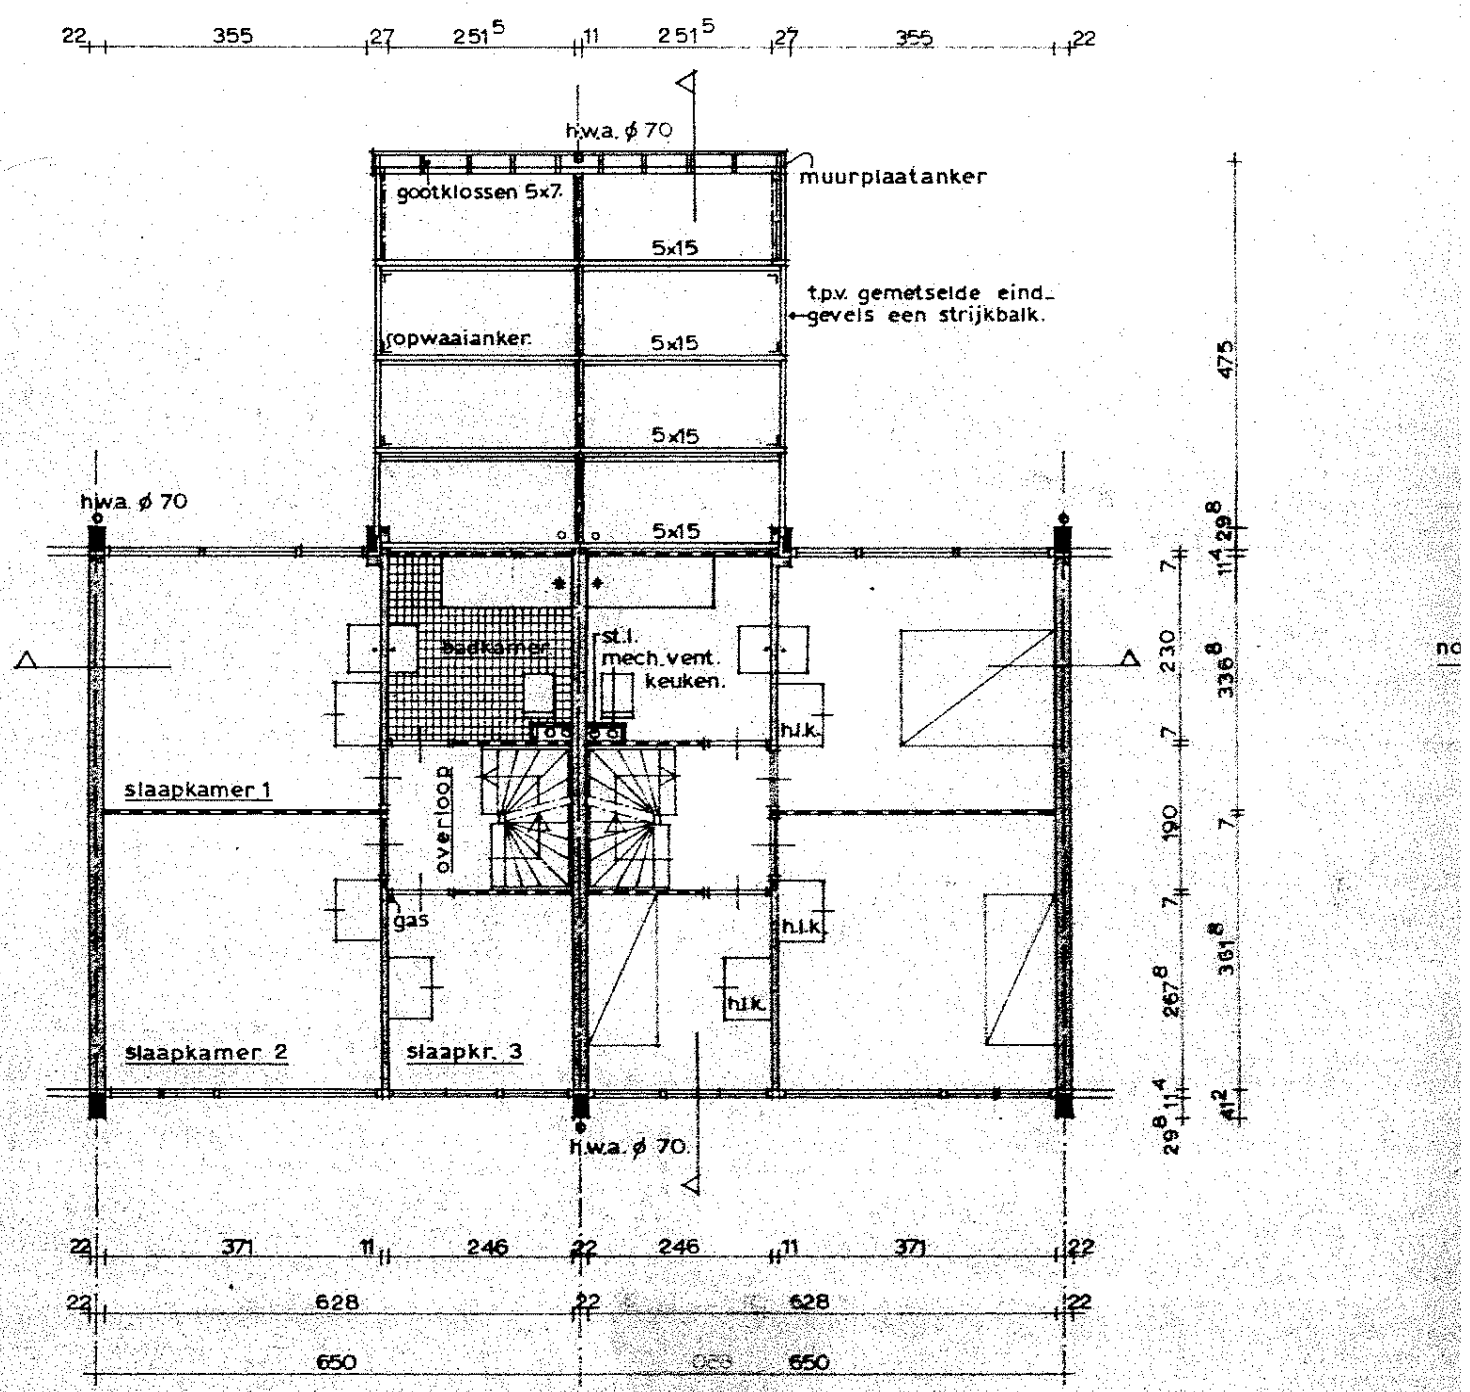 22 355 27 251⁵ 11 251⁵ 27 355 22
h.w.a. ϕ 70
gootklossen 5x7.
muurplaatanker
5x15
t.p.v. gemetselde eind_
gevels een strijkbalk.
opwaaianker.
5x15
475
5x15
h.w.a. ϕ 70
5x15
29⁸
11⁴
7
badkamer
st.l.
mech.vent.
keuken.
230
336⁸
no
h.l.k.
7
slaapkamer 1
overloop
190
7
gas
h.l.k.
7
361⁸
267⁸
h.l.k.
slaapkamer 2
slaapkr. 3
11⁴
41²
29⁸
h.w.a. ϕ 70.
22 371 11 246 22 246 11 371 22
22 628 22 628 22
650 650 650